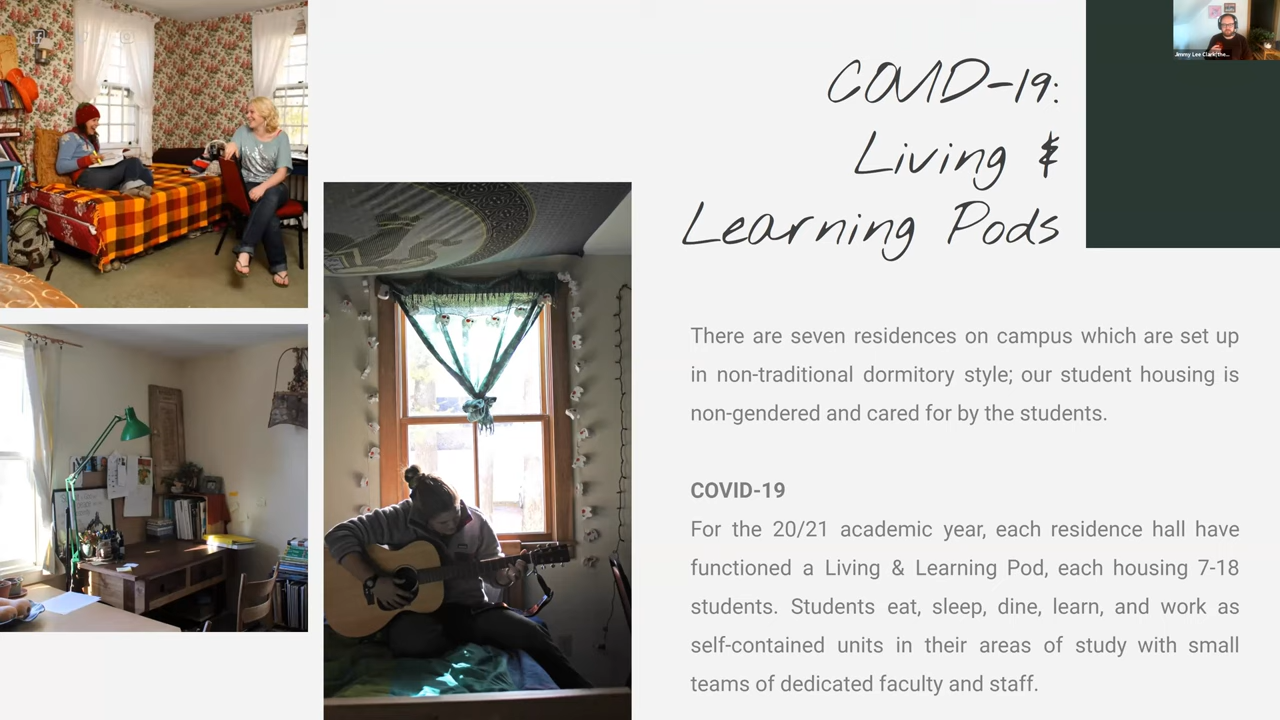 COVID-19:
Living &
Learning Pods
There are seven residences on campus which are set up
in non-traditional dormitory style; our student housing is
non-gendered and cared for by the students.
COVID-19
For the 20/21 academic year, each residence hall have
functioned a Living & Learning Pod, each housing 7-18
students. Students eat, sleep, dine, learn, and work as
self-contained units in their areas of study with small
teams of dedicated faculty and staff.
Jimmy Lee Clark